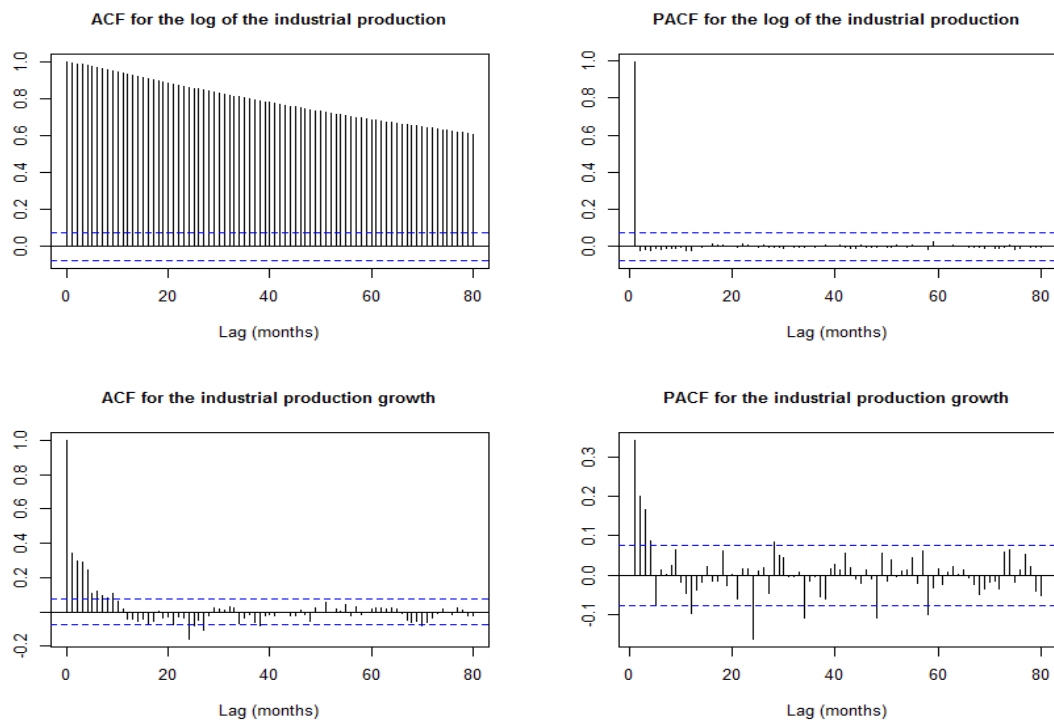 ACF for the log of the industrial production
1.0
0.8
0.6
0.4
0.2
0.0
0 20 40 60 80
Lag (months)
PACF for the log of the industrial production
1.0
0.8
0.6
0.4
0.2
0.0
0 20 40 60 80
Lag (months)
ACF for the industrial production growth
1.0
0.8
0.6
0.4
0.2
-0.2
0 20 40 60 80
Lag (months)
PACF for the industrial production growth
0.3
0.2
0.1
0.0
-0.1
0 20 40 60 80
Lag (months)